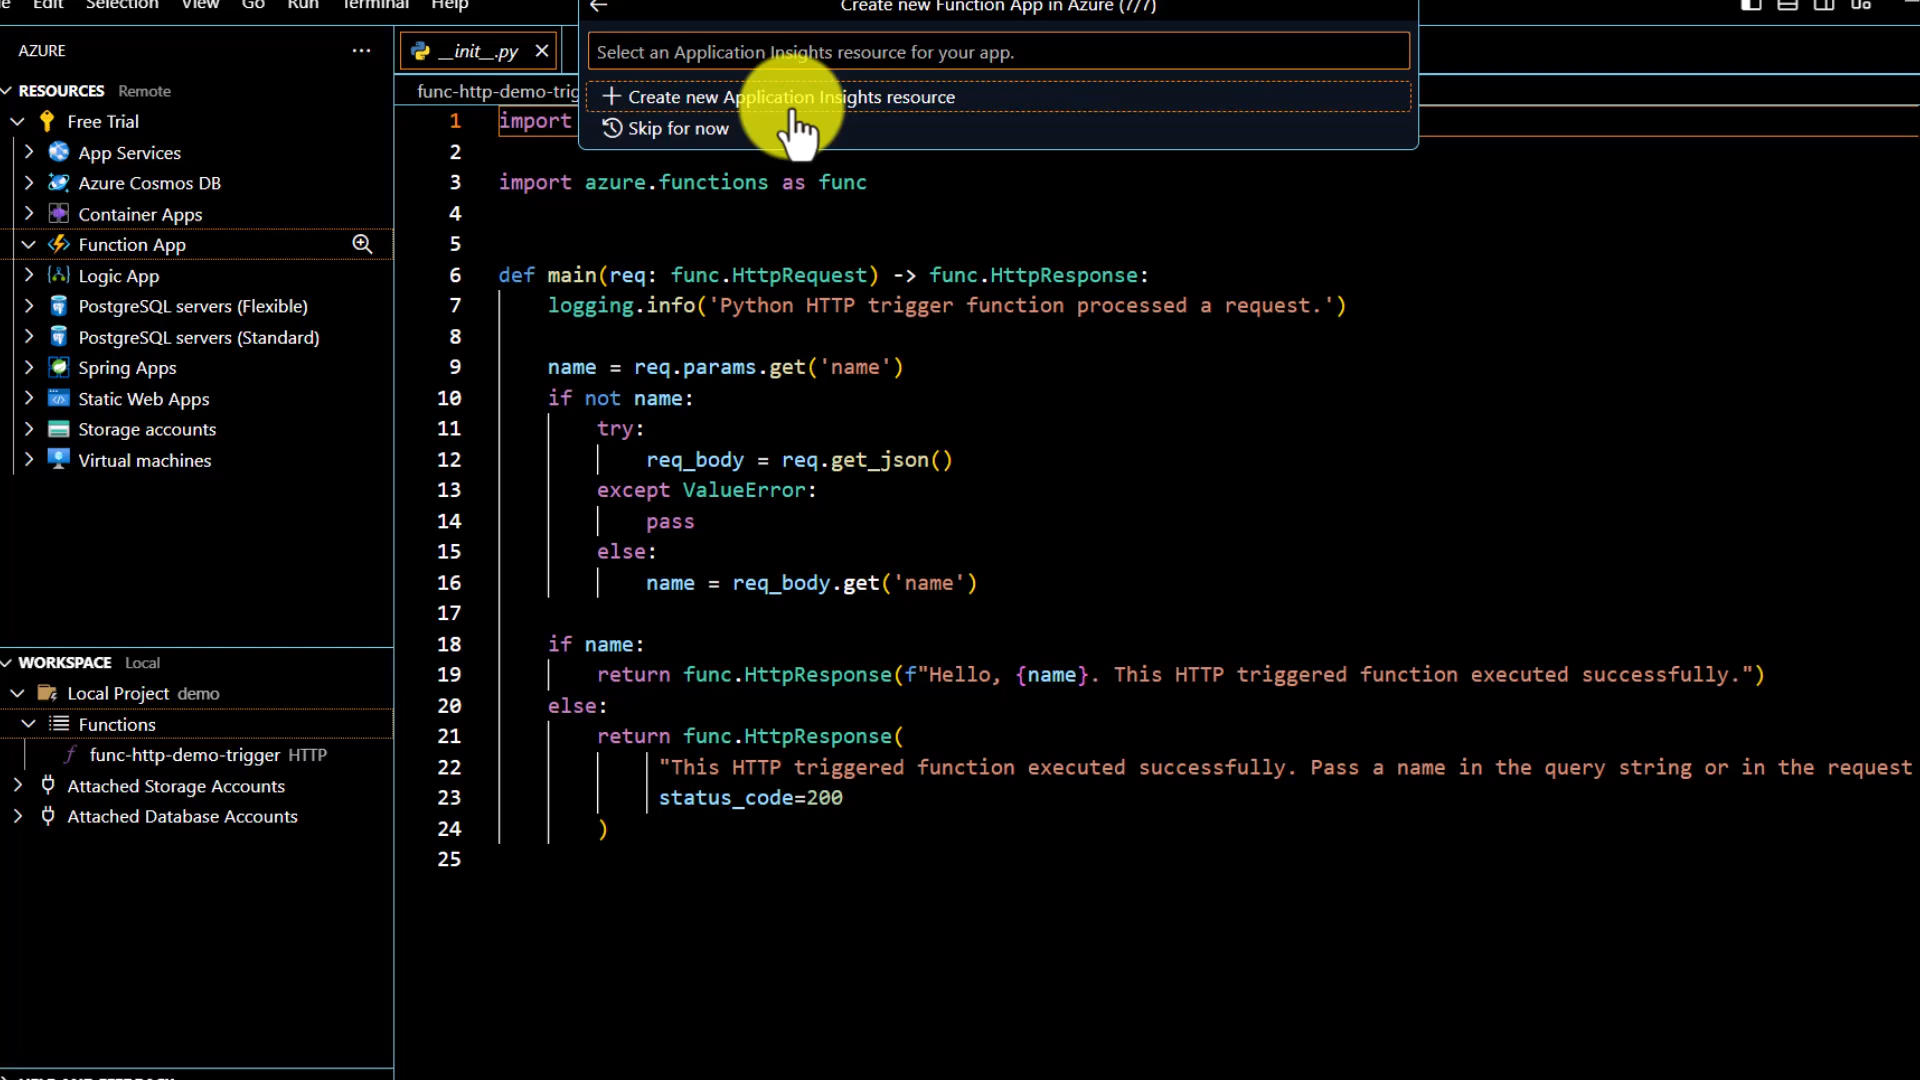 Edit Selection View Go Run Terminal Help
Create new Function App in Azure (7/7)
Select an Application Insights resource for your app.
Create new Application Insights resource
Skip for now
AZURE
RESOURCES Remote
Free Trial
App Services
Azure Cosmos DB
Container Apps
Function App
Logic App
PostgreSQL servers (Flexible)
PostgreSQL servers (Standard)
Spring Apps
Static Web Apps
Storage accounts
Virtual machines
WORKSPACE Local
Local Project demo
Functions
func-http-demo-trigger HTTP
Attached Storage Accounts
Attached Database Accounts
HELP AND FEEDBACK
__init__.py
func-http-demo-trig
1 import
2
3 import azure.functions as func
4
5
6 def main(req: func.HttpRequest) -> func.HttpResponse:
7 logging.info('Python HTTP trigger function processed a request.')
8
9 name = req.params.get('name')
10 if not name:
11 try:
12 req_body = req.get_json()
13 except ValueError:
14 pass
15 else:
16 name = req_body.get('name')
17
18 if name:
19 return func.HttpResponse(f"Hello, {name}. This HTTP triggered function executed successfully.")
20 else:
21 return func.HttpResponse(
22 "This HTTP triggered function executed successfully. Pass a name in the query string or in the request
23 status_code=200
24 )
25